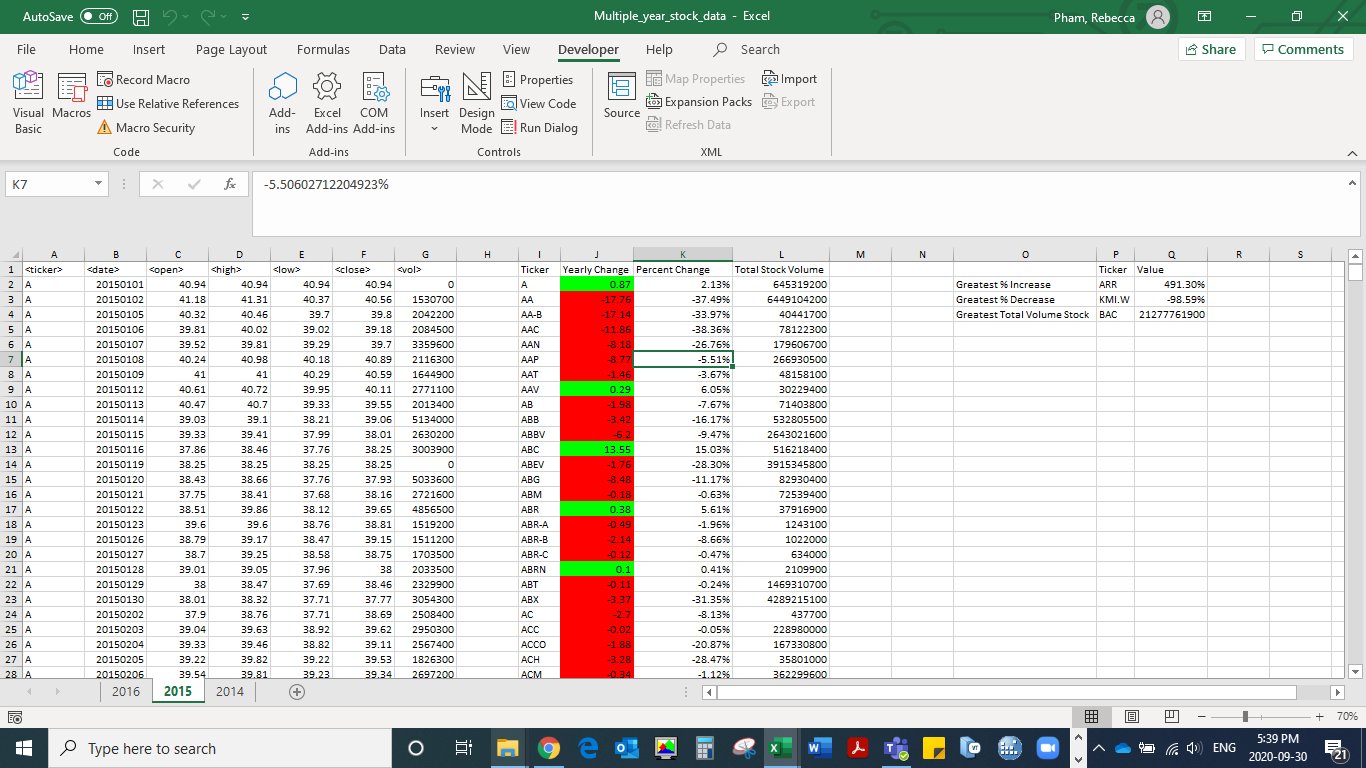 AutoSave Off Multiple_year_stock_data - Excel Pham, Rebecca
File Home Insert Page Layout Formulas Data Review View Developer Help Search Share Comments
Visual Basic Macros Record Macro Use Relative References Macro Security
Add-ins Excel Add-ins COM Add-ins Insert Design Mode Properties View Code Run Dialog
Source Map Properties Expansion Packs Refresh Data Import Export
Code Add-ins Controls XML
K7 fx -5.50602712204923%
A B C D E F G H I J K L M N O P Q R S
1 <ticker> <date> <open> <high> <low> <close> <vol> Ticker Yearly Change Percent Change Total Stock Volume Ticker Value
2 A 20150101 40.94 40.94 40.94 40.94 0 A 0.87 2.13% 645319200 Greatest % Increase ARR 491.30%
3 A 20150102 41.18 41.31 40.37 40.56 1530700 AA -17.76 -37.49% 6449104200 Greatest % Decrease KMI.W -98.59%
4 A 20150105 40.32 40.46 39.7 39.8 2042200 AA-B -17.14 -33.97% 40441700 Greatest Total Volume Stock BAC 21277761900
5 A 20150106 39.81 40.02 39.02 39.18 2084500 AAC -11.86 -38.36% 78122300
6 A 20150107 39.52 39.81 39.29 39.7 3359600 AAN -8.18 -26.76% 179606700
7 A 20150108 40.24 40.98 40.18 40.89 2116300 AAP -8.77 -5.51% 266930500
8 A 20150109 41 41 40.29 40.59 1644900 AAT -1.46 -3.67% 48158100
9 A 20150112 40.61 40.72 39.95 40.11 2771100 AAV 0.29 6.05% 30229400
10 A 20150113 40.47 40.7 39.33 39.55 2013400 AB -1.98 -7.67% 71403800
11 A 20150114 39.03 39.1 38.21 39.06 5134000 ABB -3.42 -16.17% 532805500
12 A 20150115 39.33 39.41 37.99 38.01 2630200 ABBV -6.2 -9.47% 2643021600
13 A 20150116 37.86 38.46 37.76 38.25 3003900 ABC 13.55 15.03% 516218400
14 A 20150119 38.25 38.25 38.25 38.25 0 ABEV -1.76 -28.30% 3915345800
15 A 20150120 38.43 38.66 37.76 37.93 5033600 ABG -8.48 -11.17% 82930400
16 A 20150121 37.75 38.41 37.68 38.16 2721600 ABM -0.18 -0.63% 72539400
17 A 20150122 38.51 39.86 38.12 39.65 4856500 ABR 0.38 5.61% 37916900
18 A 20150123 39.6 39.6 38.76 38.81 1519200 ABR-A -0.49 -1.96% 1243100
19 A 20150126 38.79 39.17 38.47 39.15 1511200 ABR-B -2.14 -8.66% 1022000
20 A 20150127 38.7 39.25 38.58 38.75 1703500 ABR-C -0.12 -0.47% 634000
21 A 20150128 39.01 39.05 37.96 38 2033500 ABRN 0.1 0.41% 2109900
22 A 20150129 38 38.47 37.69 38.46 2329900 ABT -0.11 -0.24% 1469310700
23 A 20150130 38.01 38.32 37.71 37.77 3054300 ABX -3.37 -31.35% 4289215100
24 A 20150202 37.9 38.76 37.71 38.69 2508400 AC -2.7 -8.13% 437700
25 A 20150203 39.04 39.63 38.92 39.62 2950300 ACC -0.02 -0.05% 228980000
26 A 20150204 39.33 39.46 38.82 39.11 2567400 ACCO -1.88 -20.87% 167330800
27 A 20150205 39.22 39.82 39.22 39.53 1826300 ACH -3.28 -28.47% 35801000
28 A 20150206 39.54 39.81 39.23 39.34 2697200 ACM -0.34 -1.12% 362299600
2016 2015 2014
70%
Type here to search ENG 5:39 PM
2020-09-30 21